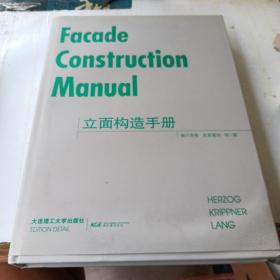 Facade
Construction
Manual
立面构造手册
大连理工大学出版社
EDITION DETAIL
HERZOG
KRIPPNER
LANG